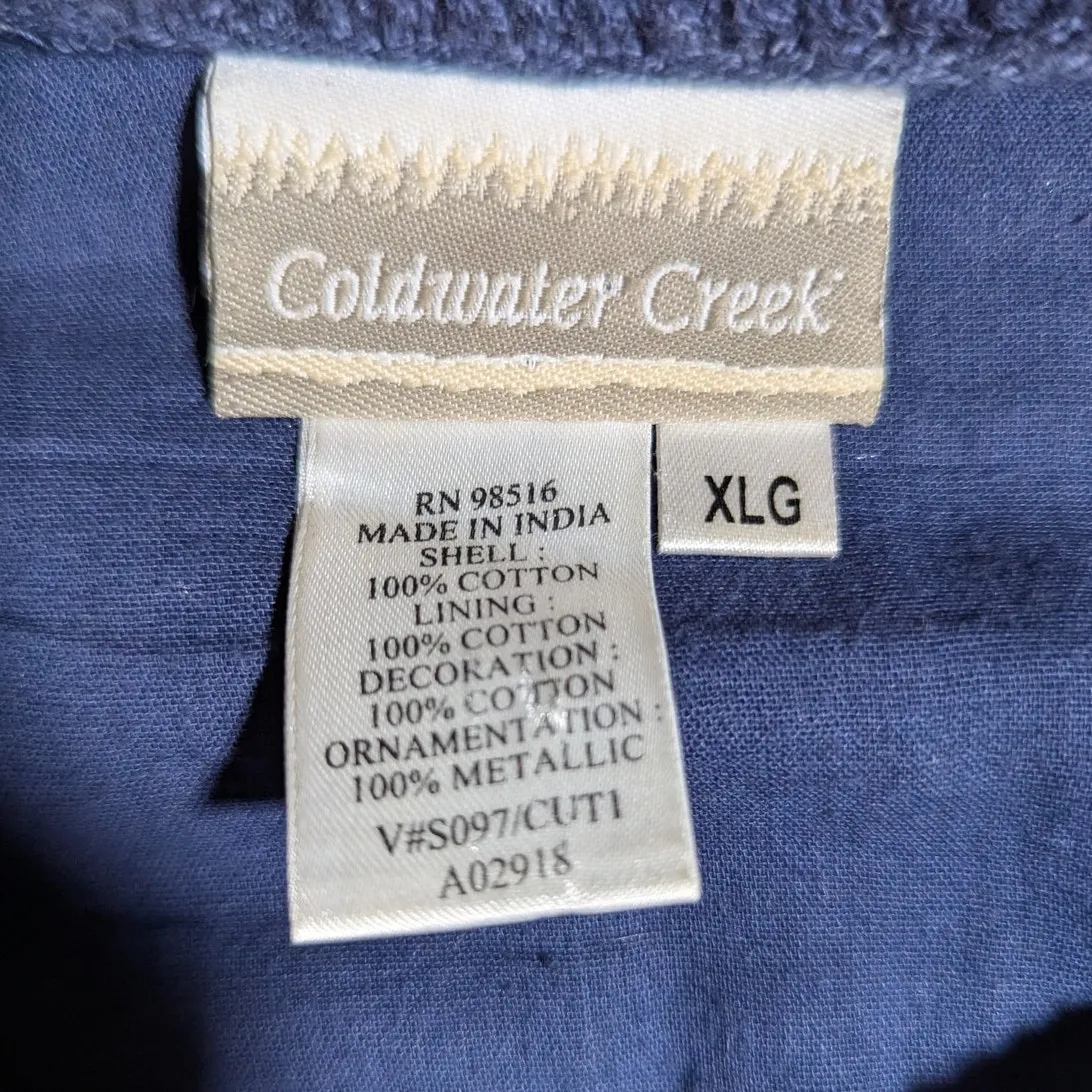 Coldwater Creek
XLG
RN 98516
MADE IN INDIA
SHELL :
100% COTTON
LINING :
100% COTTON
DECORATION :
100% COTTON
ORNAMENTATION :
100% METALLIC
V#S097/CUT1
A02918